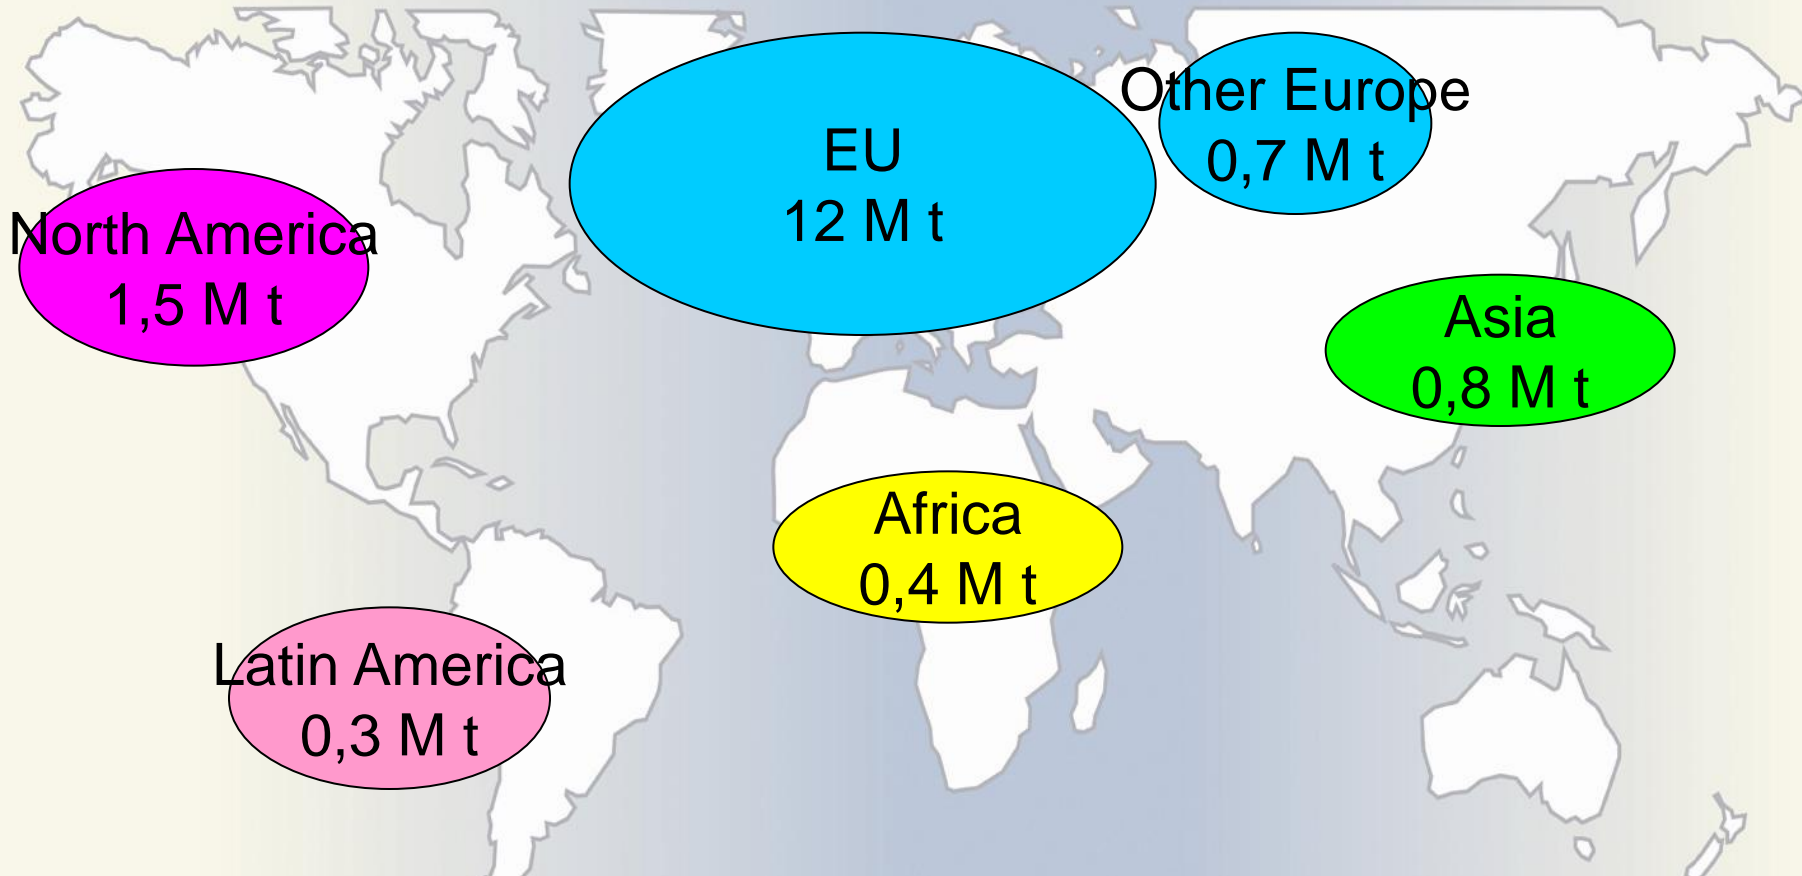 EU
12 M t
Other Europe
0,7 M t
North America
1,5 M t
Asia
0,8 M t
Africa
0,4 M t
Latin America
0,3 M t